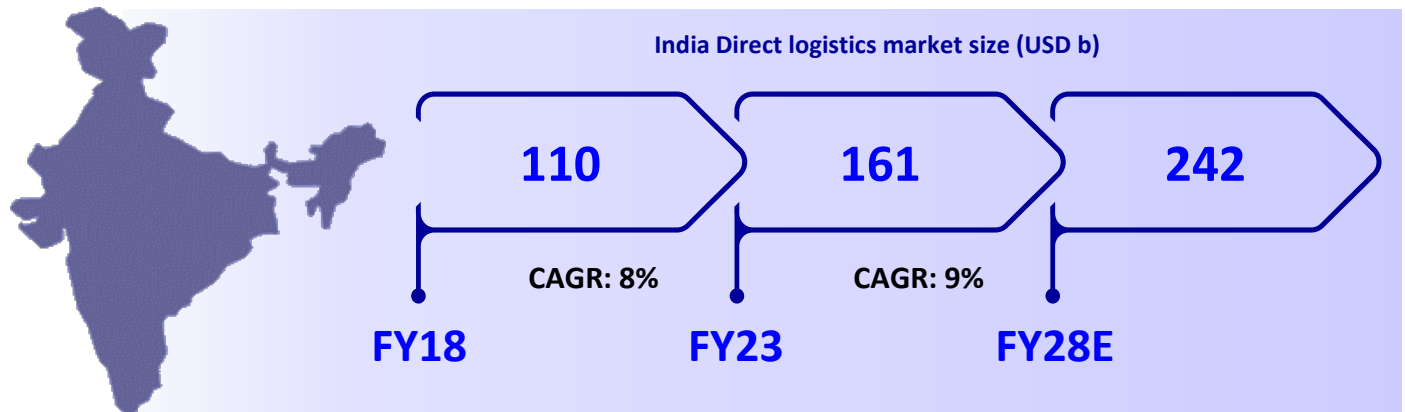 India Direct logistics market size (USD b)
110
161
242
CAGR: 8%
CAGR: 9%
FY18
FY23
FY28E